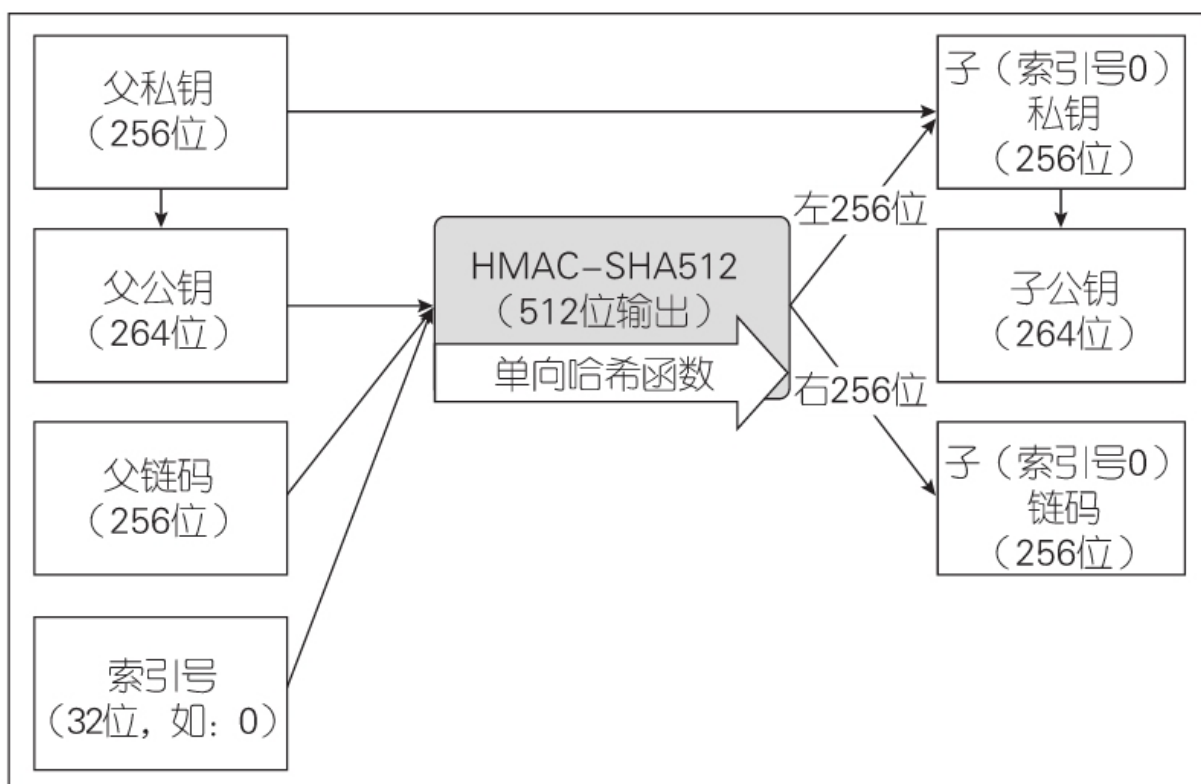 父私钥
（256位）
父公钥
（264位）
父链码
（256位）
索引号
（32位，如：0）
HMAC-SHA512
（512位输出）
单向哈希函数
左256位
右256位
子（索引号0）
私钥
（256位）
子公钥
（264位）
子（索引号0）
链码
（256位）